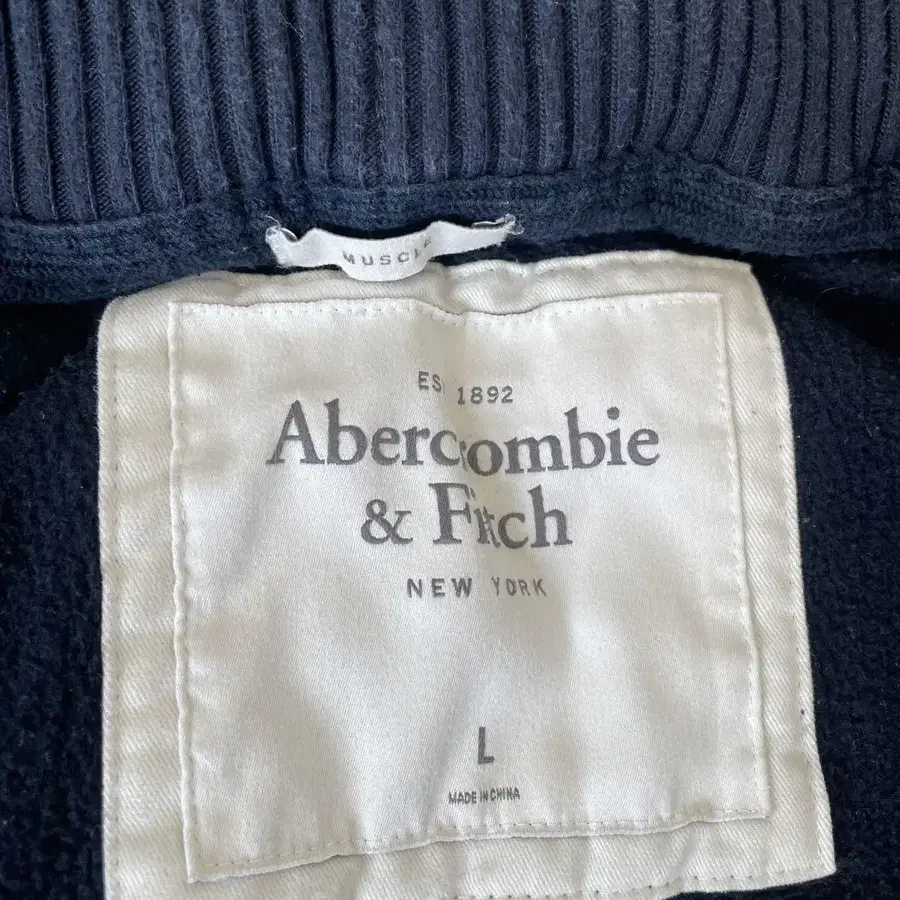 MUSCLE
EST 1892
Abercrombie
& Fitch
NEW YORK
L
MADE IN CHINA